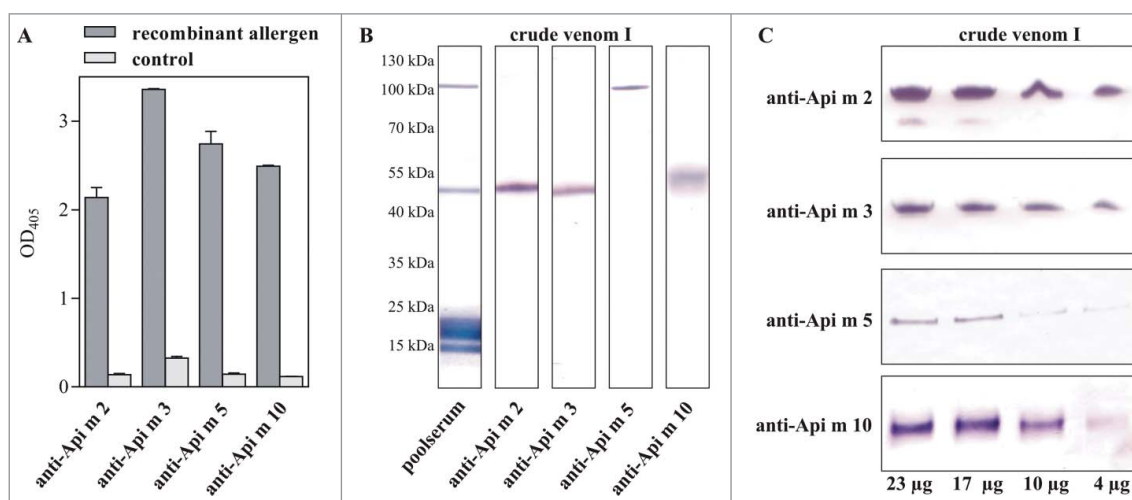 A
recombinant allergen
control
3
2
1
0
OD405
anti-Api m 2
anti-Api m 3
anti-Api m 5
anti-Api m 10
B
crude venom I
130 kDa
100 kDa
70 kDa
55 kDa
40 kDa
35 kDa
25 kDa
15 kDa
poolserum
anti-Api m 2
anti-Api m 3
anti-Api m 5
anti-Api m 10
C
crude venom I
anti-Api m 2
anti-Api m 3
anti-Api m 5
anti-Api m 10
23 µg 17 µg 10 µg 4 µg